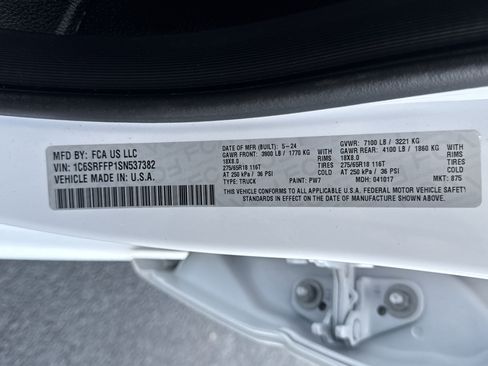 MFD BY: FCA US LLC
VIN: 1C6SRFFP1SN537382
VEHICLE MADE IN U.S.A.
DATE OF MFR (BUILT): 5-24
GAWR FRONT: 3900 LB / 1770 KG WITH
18X8.0 RIMS
275/65R18 116T TIRES
AT 250 kPa / 36 PSI COLD
TYPE: TRUCK PAINT: PW7
GVWR: 7100 LB / 3221 KG
GAWR REAR: 4100 LB / 1860 KG WITH
18X8.0 RIMS
275/65R18 116T TIRES
AT 250 kPa / 36 PSI COLD
MDH: 041017 MKT: 875
CONFORMS TO ALL APPLICABLE U.S.A. FEDERAL MOTOR VEHICLE SAFETY
STANDARDS IN EFFECT ON THE DATE OF MANUFACTURE SHOWN ABOVE